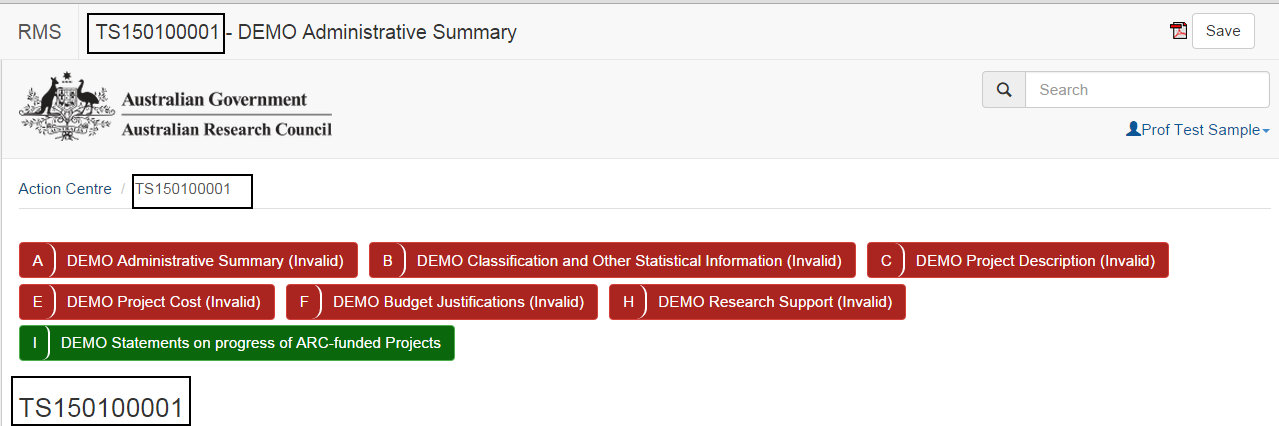 RMS TS150100001 - DEMO Administrative Summary Save
Australian Government
Australian Research Council
Search
Prof Test Sample
Action Centre / TS150100001
A DEMO Administrative Summary (Invalid) B DEMO Classification and Other Statistical Information (Invalid) C DEMO Project Description (Invalid)
E DEMO Project Cost (Invalid) F DEMO Budget Justifications (Invalid) H DEMO Research Support (Invalid)
I DEMO Statements on progress of ARC-funded Projects
TS150100001